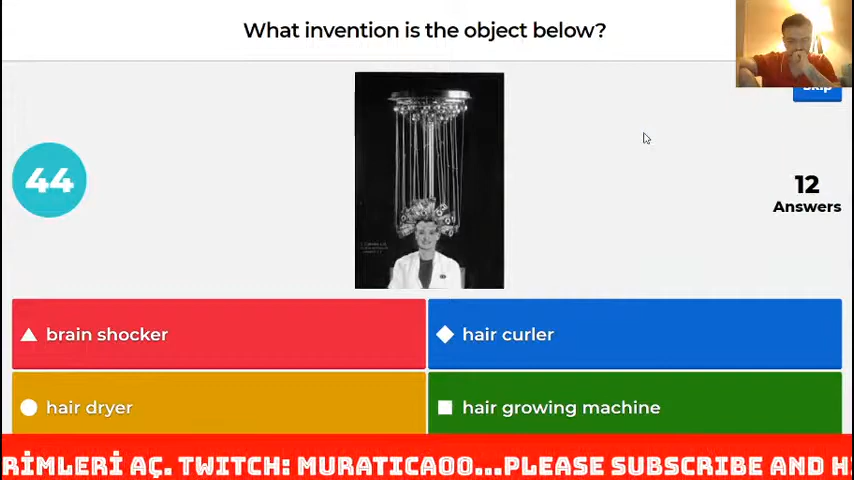 What invention is the object below?
Skip
44
12
Answers
brain shocker
hair curler
hair dryer
hair growing machine
RİMLERİ AÇ. TWITCH: MURATICA00...PLEASE SUBSCRIBE AND